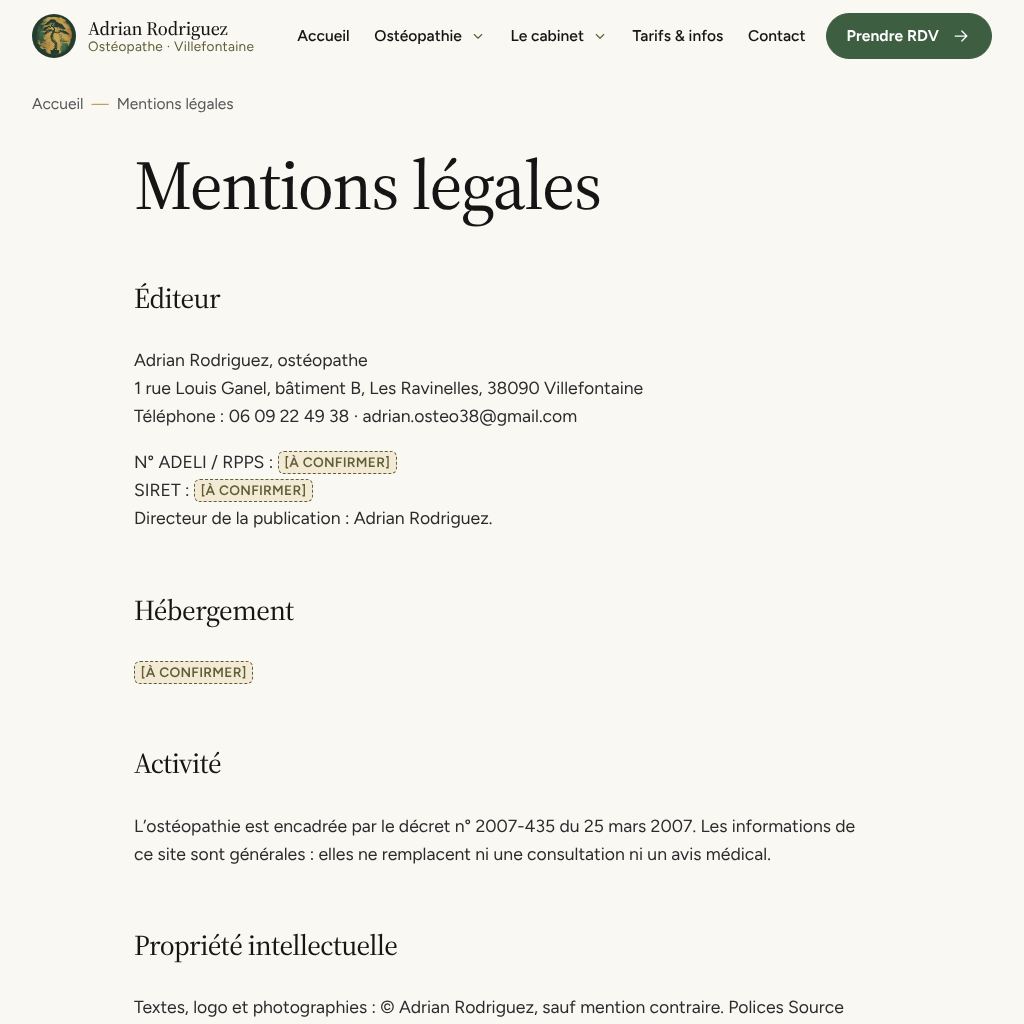 Adrian Rodriguez
Ostéopathe · Villefontaine
Accueil
Ostéopathie
Le cabinet
Tarifs & infos
Contact
Prendre RDV →
Accueil — Mentions légales
Mentions légales
Éditeur
Adrian Rodriguez, ostéopathe
1 rue Louis Ganel, bâtiment B, Les Ravinelles, 38090 Villefontaine
Téléphone : 06 09 22 49 38 · adrian.osteo38@gmail.com
N° ADELI / RPPS : [À CONFIRMER]
SIRET : [À CONFIRMER]
Directeur de la publication : Adrian Rodriguez.
Hébergement
[À CONFIRMER]
Activité
L’ostéopathie est encadrée par le décret n° 2007-435 du 25 mars 2007. Les informations de
ce site sont générales : elles ne remplacent ni une consultation ni un avis médical.
Propriété intellectuelle
Textes, logo et photographies : © Adrian Rodriguez, sauf mention contraire. Polices Source